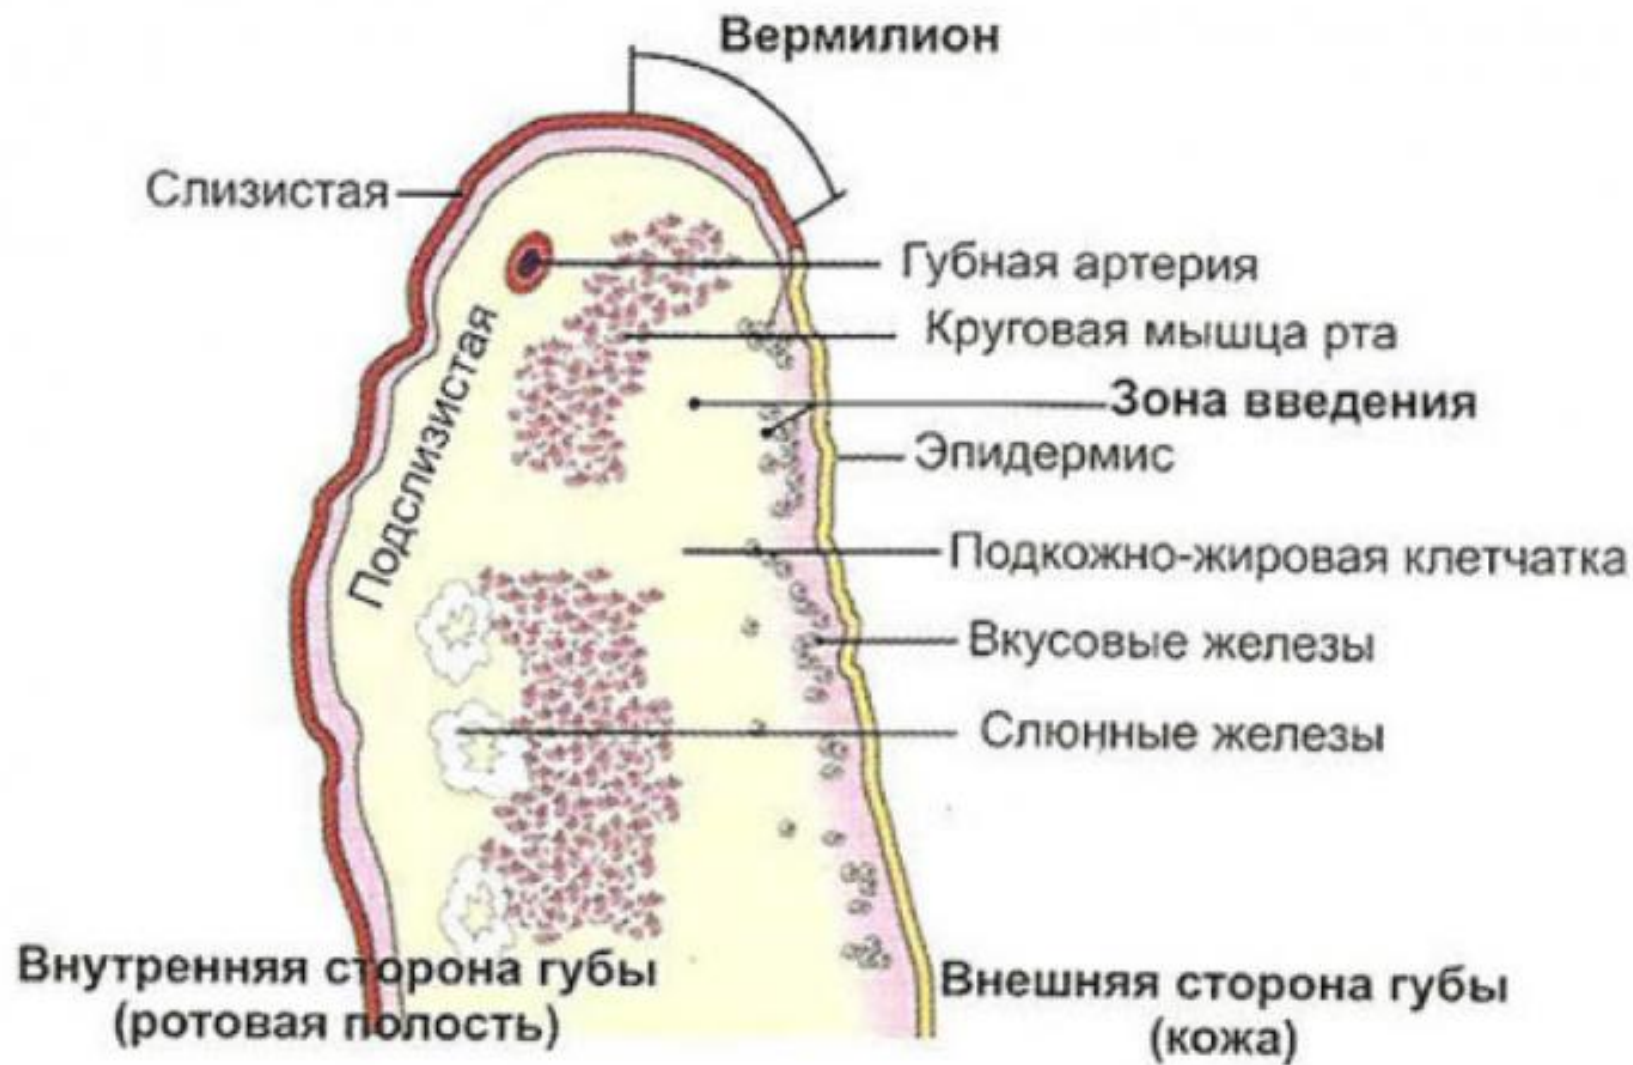 Вермилион
Слизистая
Губная артерия
Круговая мышца рта
Зона введения
Эпидермис
Подслизистая
Подкожно-жировая клетчатка
Вкусовые железы
Слюнные железы
Внутренняя сторона губы
(ротовая полость)
Внешняя сторона губы
(кожа)